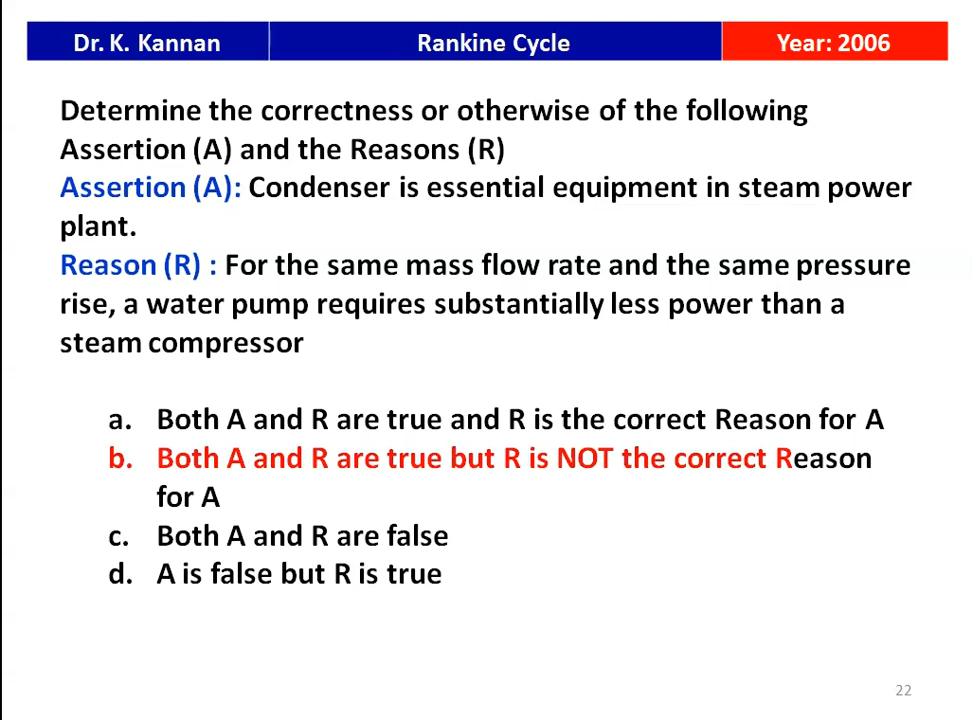 Dr. K. Kannan
Rankine Cycle
Year: 2006
Determine the correctness or otherwise of the following
Assertion (A) and the Reasons (R)
Assertion (A): Condenser is essential equipment in steam power
plant.
Reason (R) : For the same mass flow rate and the same pressure
rise, a water pump requires substantially less power than a
steam compressor
a. Both A and R are true and R is the correct Reason for A
b. Both A and R are true but R is NOT the correct Reason
for A
c. Both A and R are false
d. A is false but R is true
22